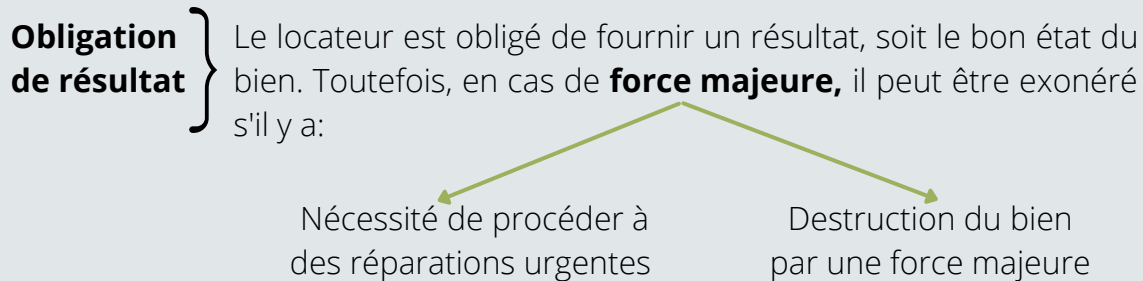 Obligation
de résultat
Le locateur est obligé de fournir un résultat, soit le bon état du
bien. Toutefois, en cas de force majeure, il peut être exonéré
s'il y a:
Nécessité de procéder à
des réparations urgentes
Destruction du bien
par une force majeure